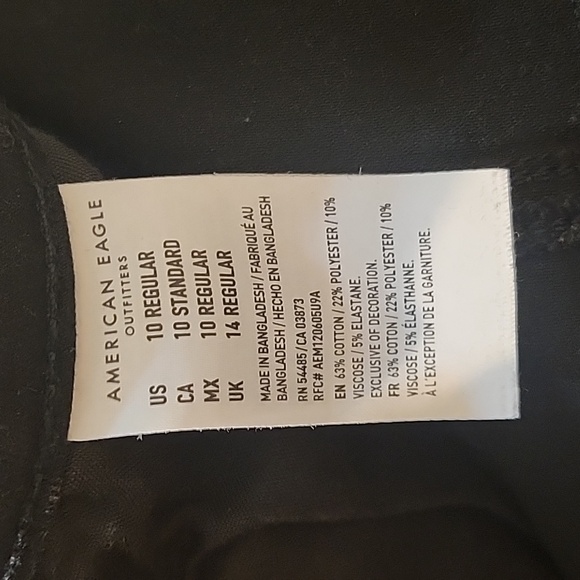 AMERICAN EAGLE
OUTFITTERS
US 10 REGULAR
CA 10 STANDARD
MX 10 REGULAR
UK 14 REGULAR
MADE IN BANGLADESH / FABRIQUÉ AU
BANGLADESH / HECHO EN BANGLADESH
RN 54485/CA 03873
RFC# AEM1206050U9A
EN 63% COTTON / 22% POLYESTER / 10%
VISCOSE / 5% ELASTANE.
EXCLUSIVE OF DECORATION.
FR 63% COTON / 22% POLYESTER / 10%
VISCOSE / 5% ÉLASTHANNE.
À L'EXCEPTION DE LA GARNITURE.